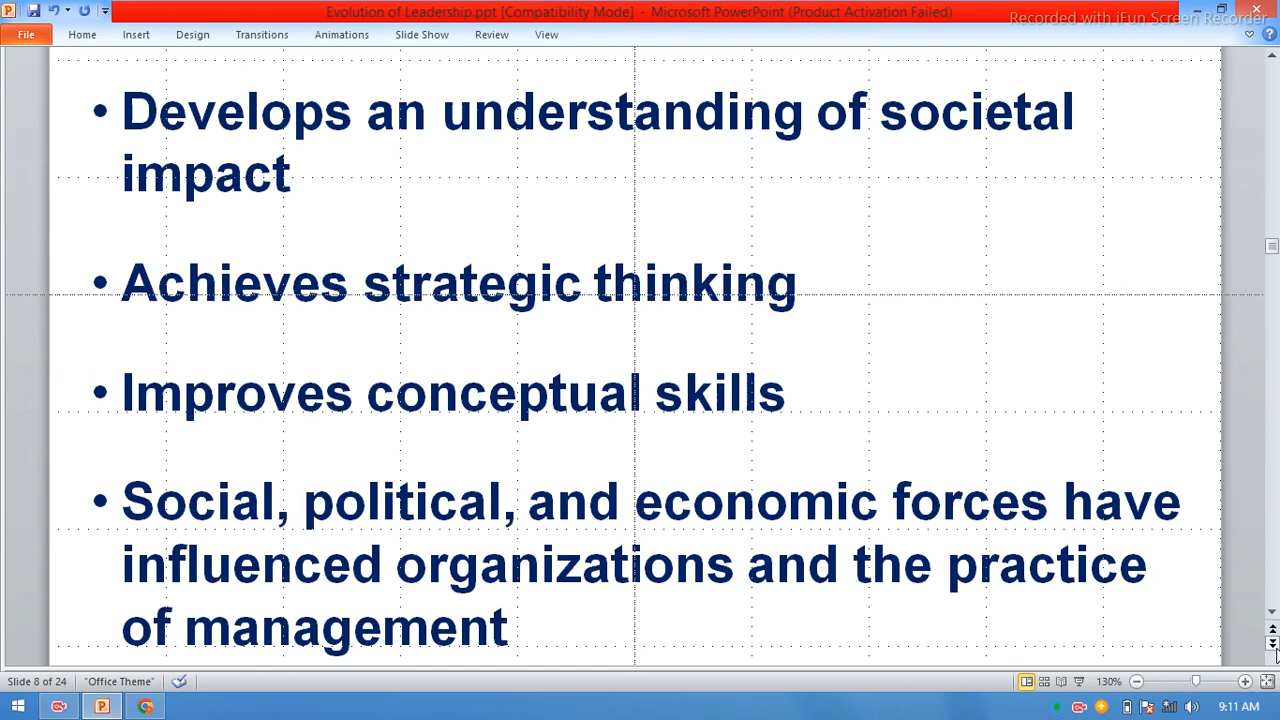 Evolution of Leadership.ppt [Compatibility Mode] - Microsoft PowerPoint (Product Activation Failed)
Recorded with iFun Screen Recorder
File Home Insert Design Transitions Animations Slide Show Review View
• Develops an understanding of societal
impact
• Achieves strategic thinking
• Improves conceptual skills
• Social, political, and economic forces have
influenced organizations and the practice
of management
Slide 8 of 24 "Office Theme" 130%
9:11 AM